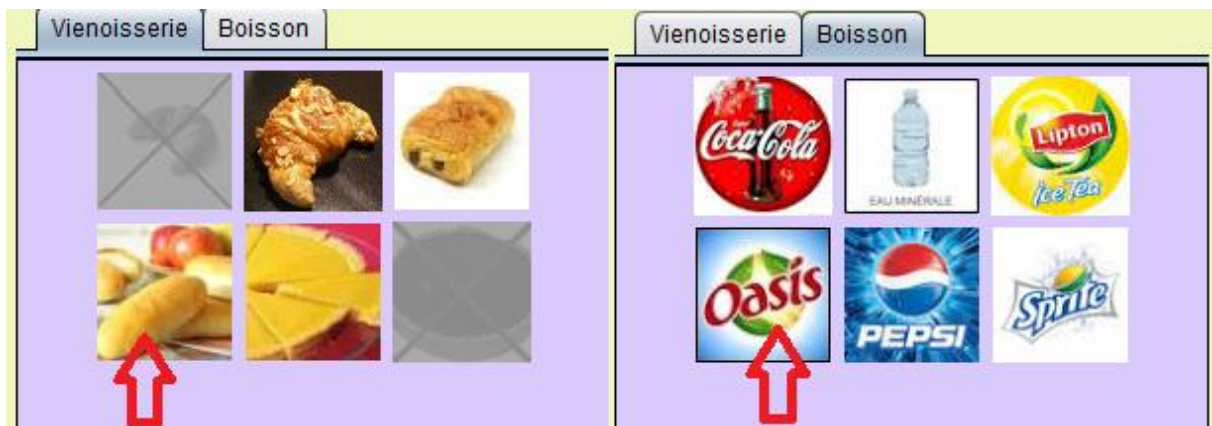 Vienoisserie Boisson
Vienoisserie Boisson
Coca-Cola
EAU MINÉRALE
Lipton
Ice Tea
Oasis
PEPSI
Sprite